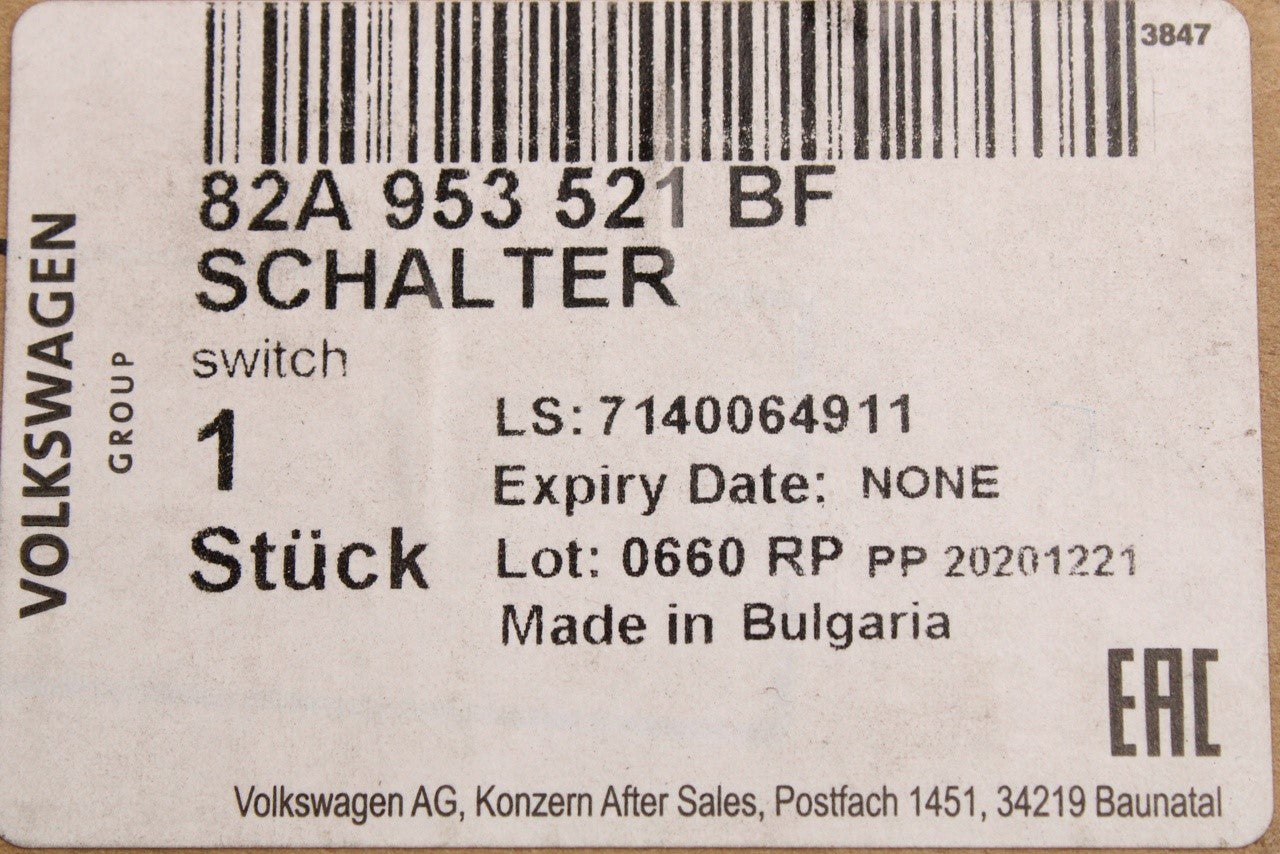 3847
82A 953 521 BF
SCHALTER
switch
1
Stück
LS: 7140064911
Expiry Date: NONE
Lot: 0660 RP PP 20201221
Made in Bulgaria
VOLKSWAGEN
GROUP
EAC
Volkswagen AG, Konzern After Sales, Postfach 1451, 34219 Baunatal